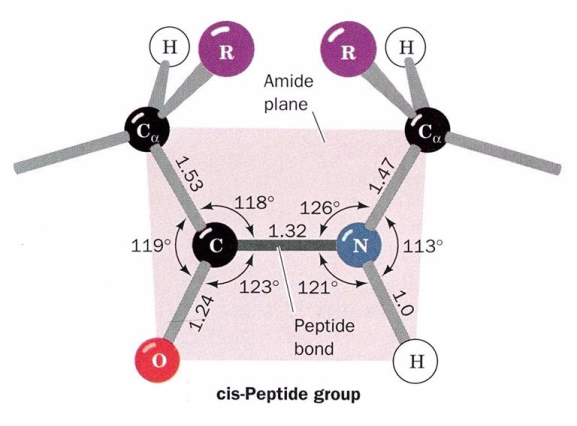 H
R
R
H
Amide
plane
Cα
Cα
1.53
1.47
118°
126°
1.32
119°
C
N
113°
123°
121°
1.24
1.0
Peptide
bond
O
H
cis-Peptide group